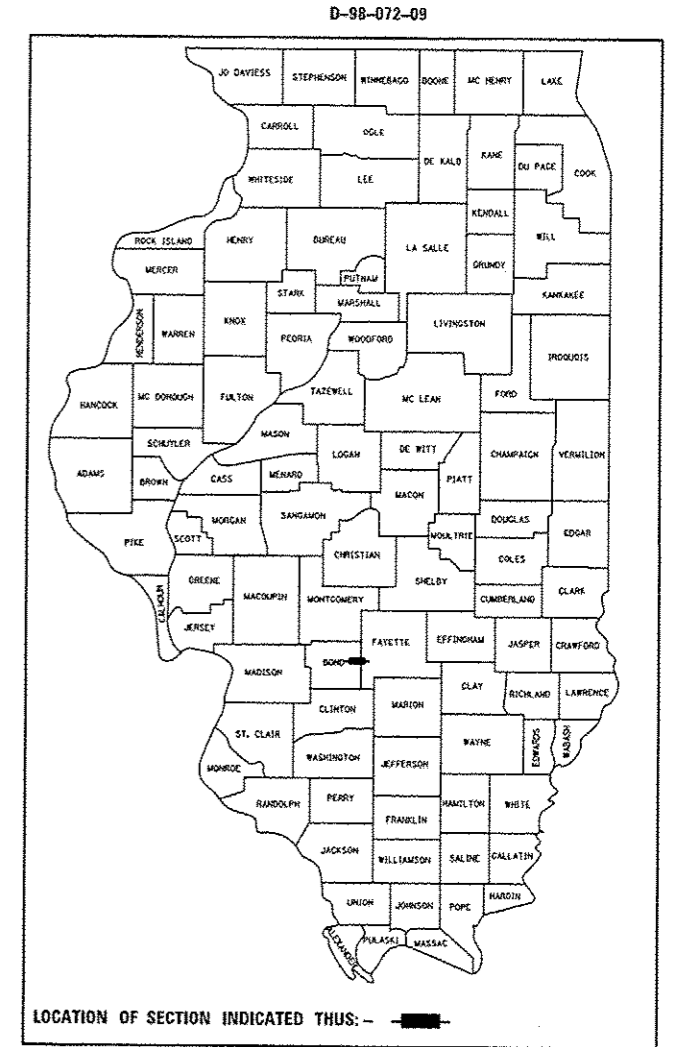 D-98-072-09
JO DAVIESS STEPHENSON WINNEBAGO BOONE MC HENRY LAKE
CARROLL OGLE
DE KALB KANE DU PAGE COOK
WHITESIDE LEE
KENDALL
ROCK ISLAND HENRY BUREAU LA SALLE WILL
MERCER PUTNAM GRUNDY
STARK MARSHALL KANKAKEE
HENDERSON WARREN KNOX PEORIA WOODFORD LIVINGSTON
IROQUOIS
HANCOCK MC DONOUGH FULTON TAZEWELL MC LEAN FORD
MASON
SCHUYLER LOGAN DE WITT CHAMPAIGN VERMILION
ADAMS BROWN CASS MENARD PIATT
MACON
PIKE SCOTT MORGAN SANGAMON DOUGLAS EDGAR
MOULTRIE
CHRISTIAN COLES
CALHOUN GREENE MACOUPIN MONTGOMERY SHELBY CUMBERLAND CLARK
JERSEY
FAYETTE EFFINGHAM JASPER CRAWFORD
MADISON BOND
CLAY RICHLAND LAWRENCE
CLINTON MARION
ST. CLAIR WAYNE EDWARDS WABASH
MONROE WASHINGTON JEFFERSON
RANDOLPH PERRY HAMILTON WHITE
FRANKLIN
JACKSON WILLIAMSON SALINE GALLATIN
UNION JOHNSON POPE HARDIN
ALEXANDER PULASKI MASSAC
LOCATION OF SECTION INDICATED THUS: -